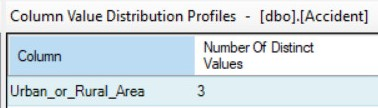 Column Value Distribution Profiles - [dbo].[Accident]
Column Number Of Distinct Values
Urban_or_Rural_Area 3